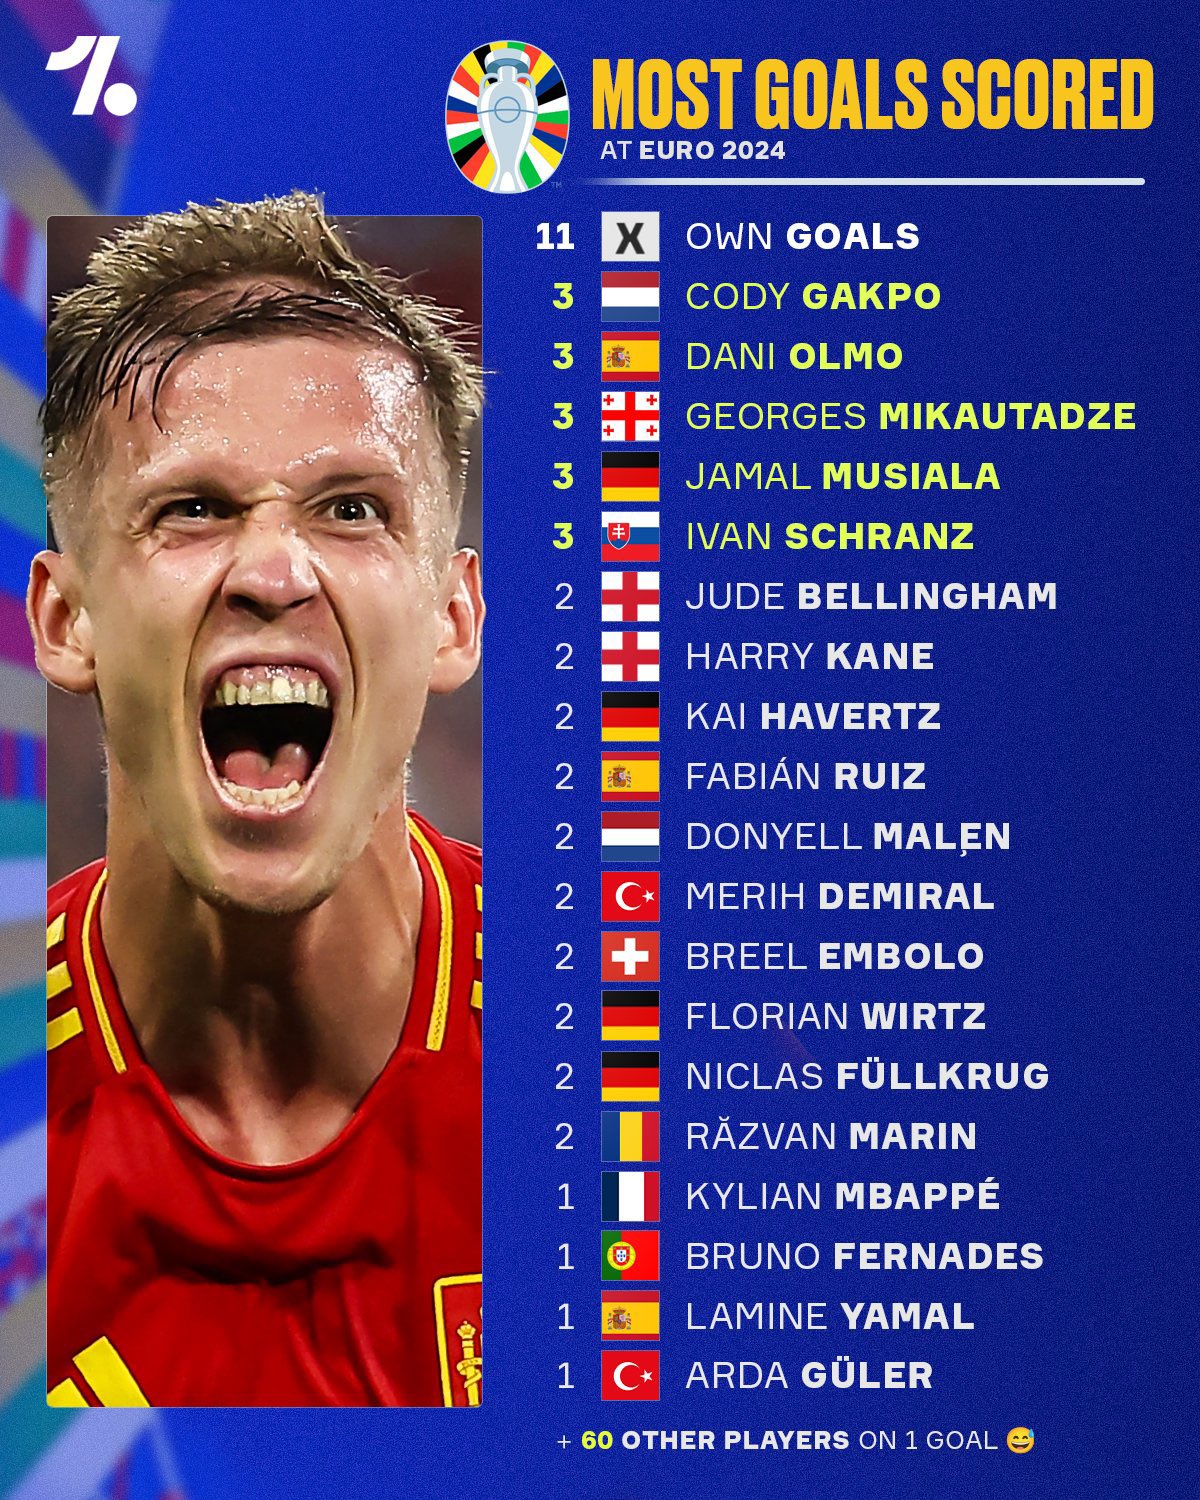 MOST GOALS SCORED
AT EURO 2024
11 X OWN GOALS
3 CODY GAKPO
3 DANI OLMO
3 GEORGES MIKAUTADZE
3 JAMAL MUSIALA
3 IVAN SCHRANZ
2 JUDE BELLINGHAM
2 HARRY KANE
2 KAI HAVERTZ
2 FABIÁN RUIZ
2 DONYELL MALȨN
2 MERIH DEMIRAL
2 BREEL EMBOLO
2 FLORIAN WIRTZ
2 NICLAS FÜLLKRUG
2 RĂZVAN MARIN
1 KYLIAN MBAPPÉ
1 BRUNO FERNADES
1 LAMINE YAMAL
1 ARDA GÜLER
+ 60 OTHER PLAYERS ON 1 GOAL 😅